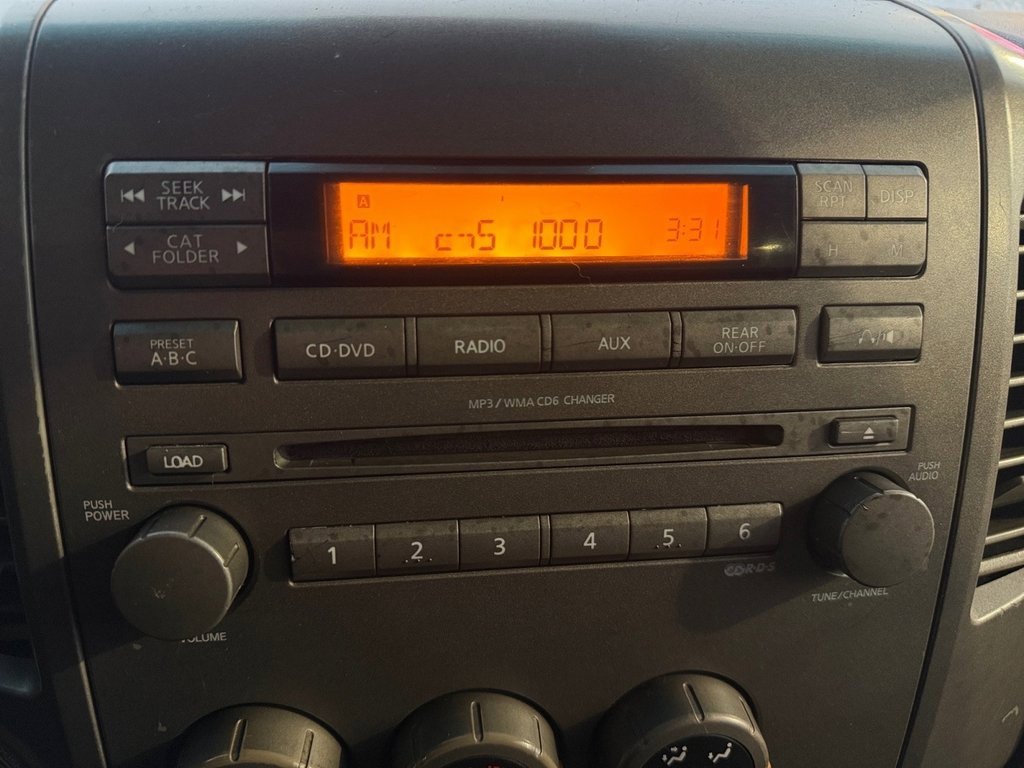 SEEK
TRACK
CAT
FOLDER
A
AM 1000 3:31
SCAN
RPT
DISP
H M
PRESET
A·B·C
CD·DVD
RADIO
AUX
REAR
ON·OFF
MP3/WMA CD6 CHANGER
LOAD
PUSH
POWER
VOLUME
1 2 3 4 5 6
R·D·S
PUSH
AUDIO
TUNE/CHANNEL